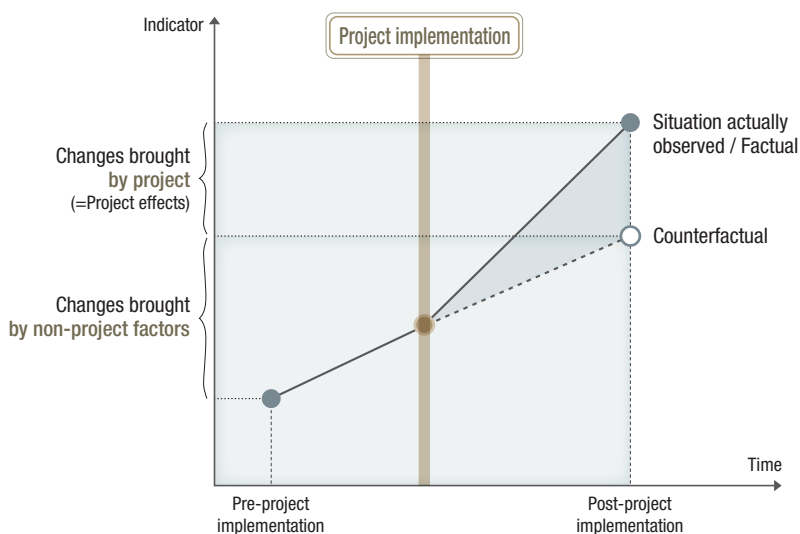 Indicator
Project implementation
Changes brought
by project
(=Project effects)
Situation actually
observed / Factual
Counterfactual
Changes brought
by non-project factors
Time
Pre-project
implementation
Post-project
implementation